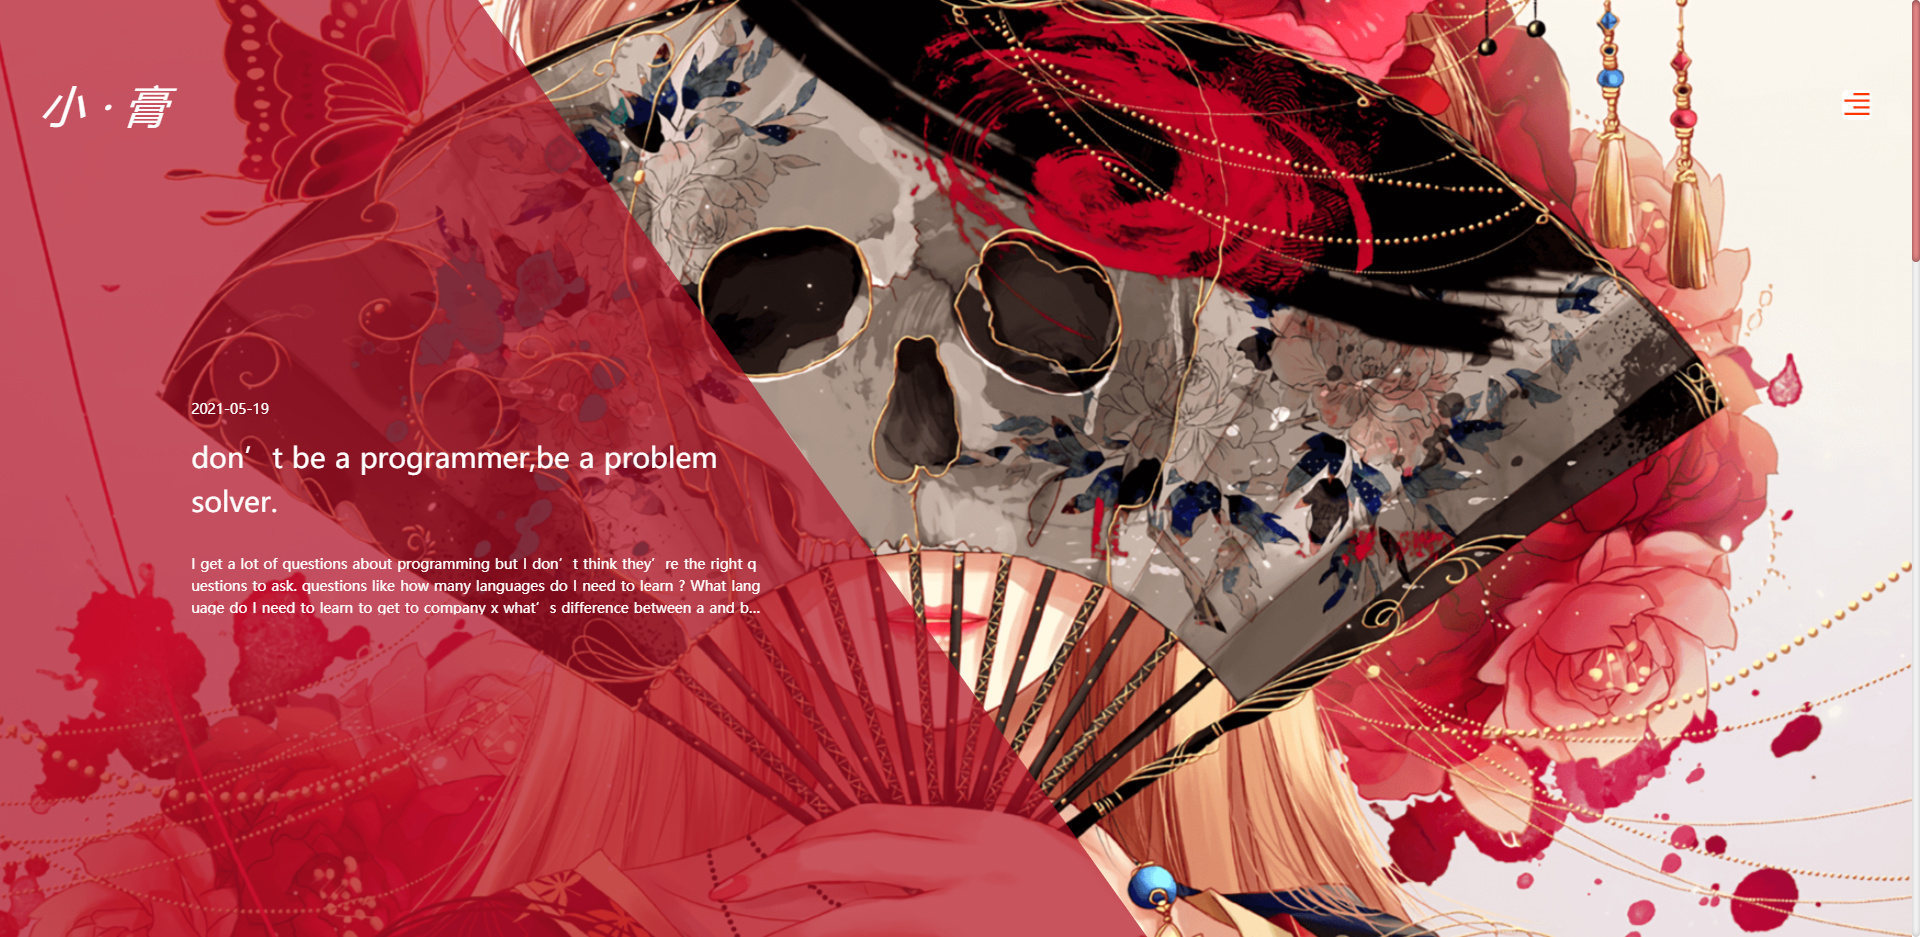 小·膏
2021-05-19
don’t be a programmer,be a problem
solver.
I get a lot of questions about programming but I don’t think they’re the right q
uestions to ask. questions like how many languages do I need to learn ? What lang
uage do I need to learn to get to company x what’s difference between a and b...